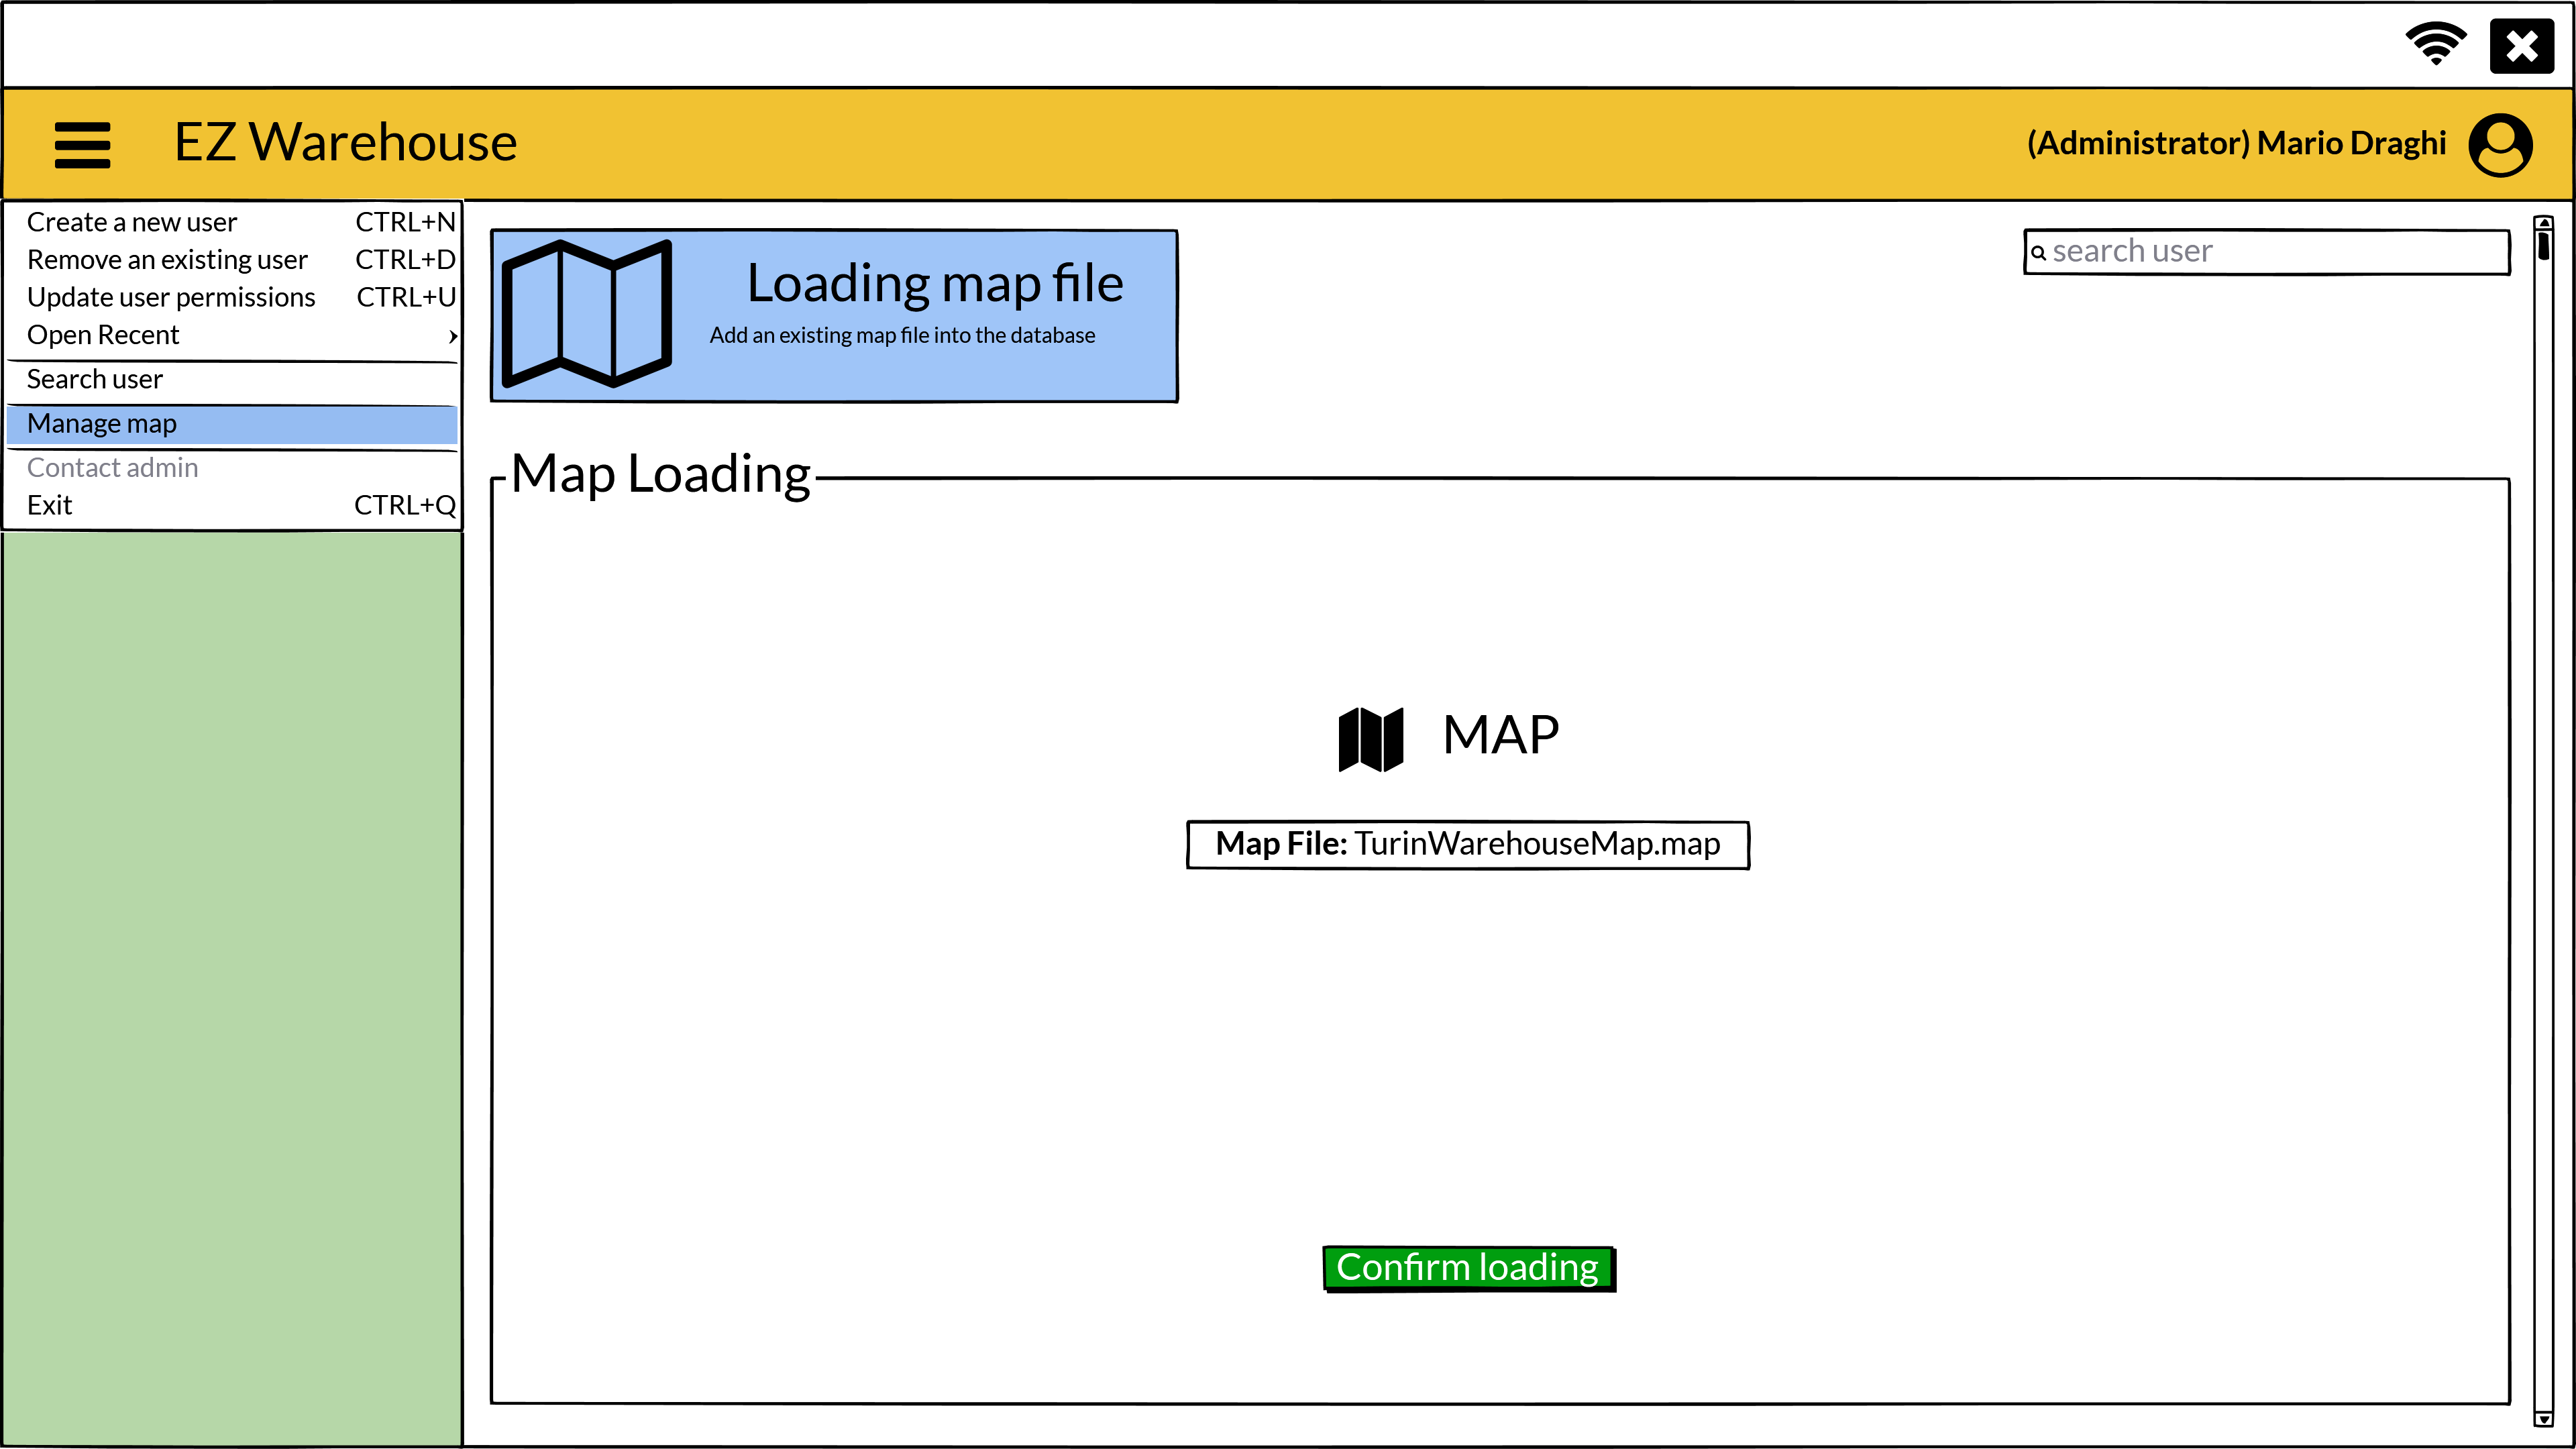 EZ Warehouse
(Administrator) Mario Draghi
Create a new user CTRL+N
Remove an existing user CTRL+D
Update user permissions CTRL+U
Open Recent
Search user
Manage map
Contact admin
Exit CTRL+Q
Loading map file
Add an existing map file into the database
search user
Map Loading
MAP
Map File: TurinWarehouseMap.map
Confirm loading